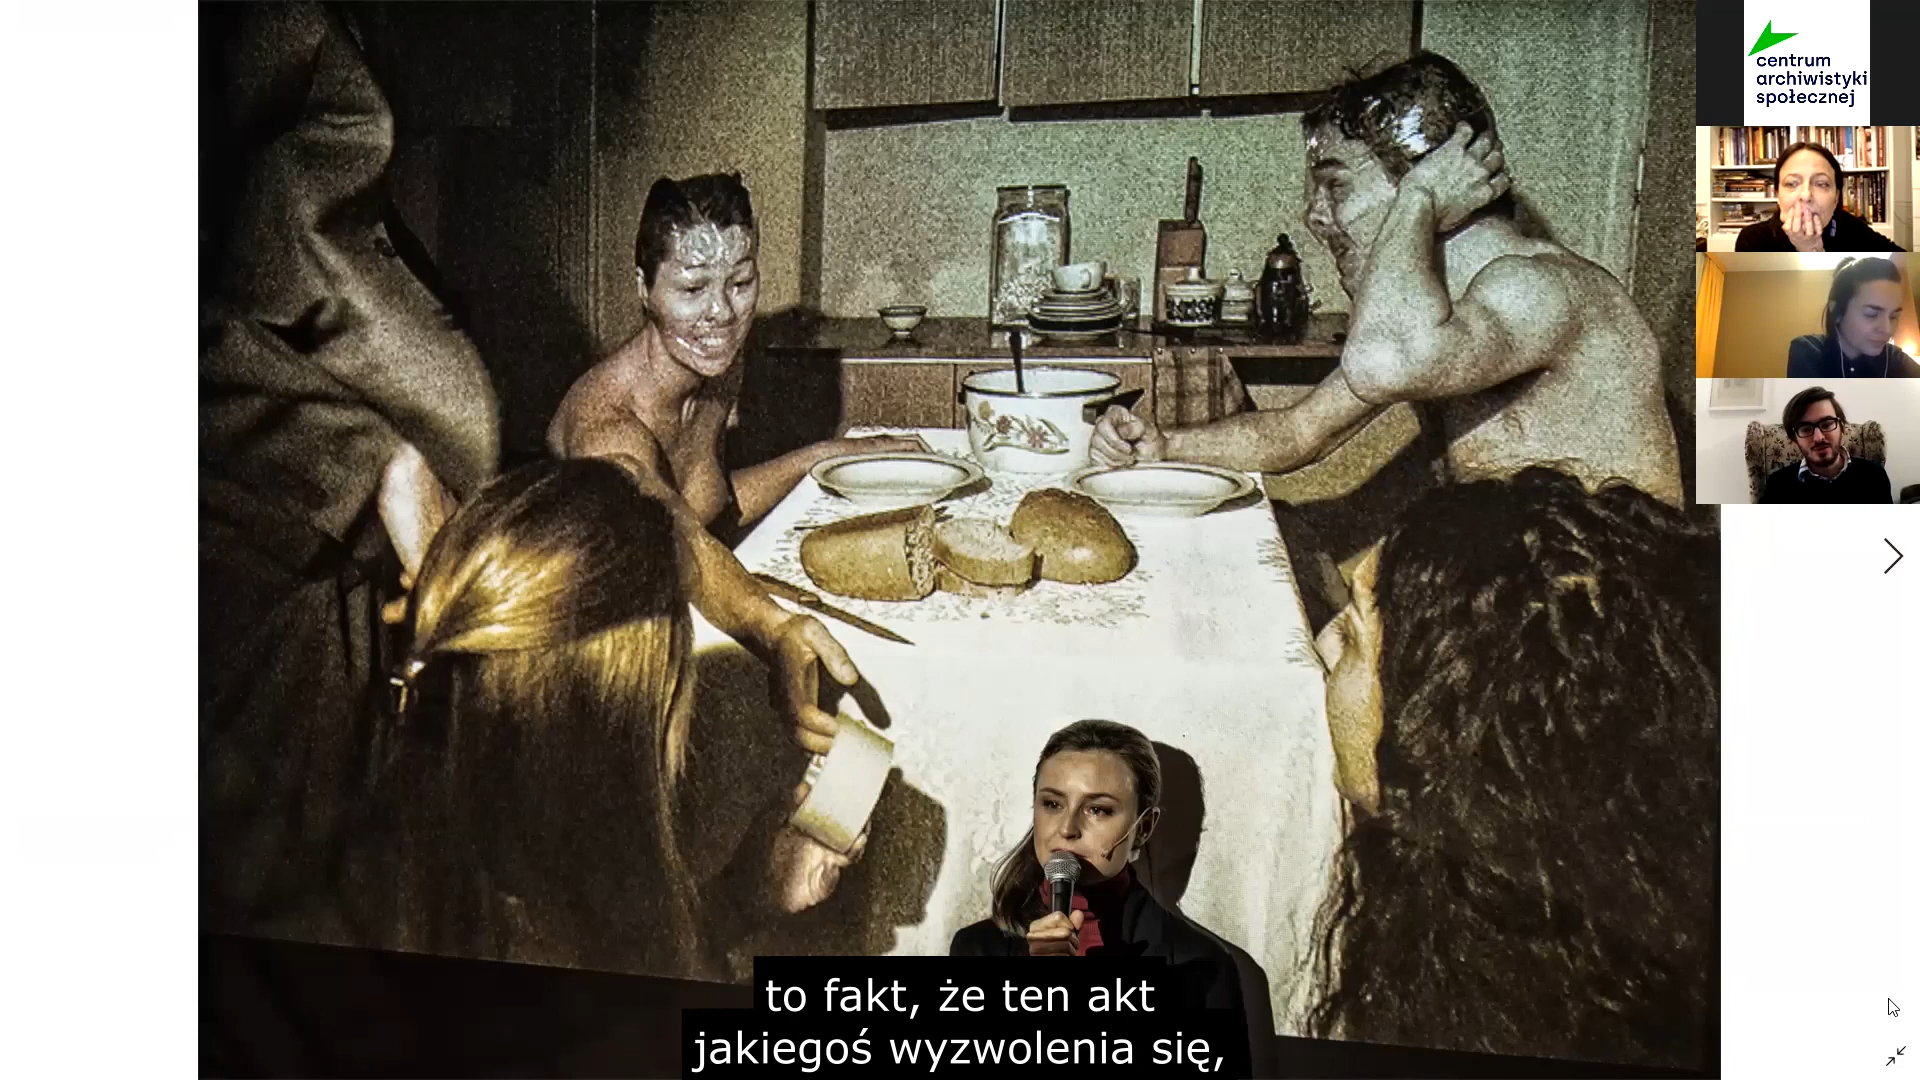 centrum
archiwistyki
społecznej
to fakt, że ten akt
jakiegoś wyzwolenia się,